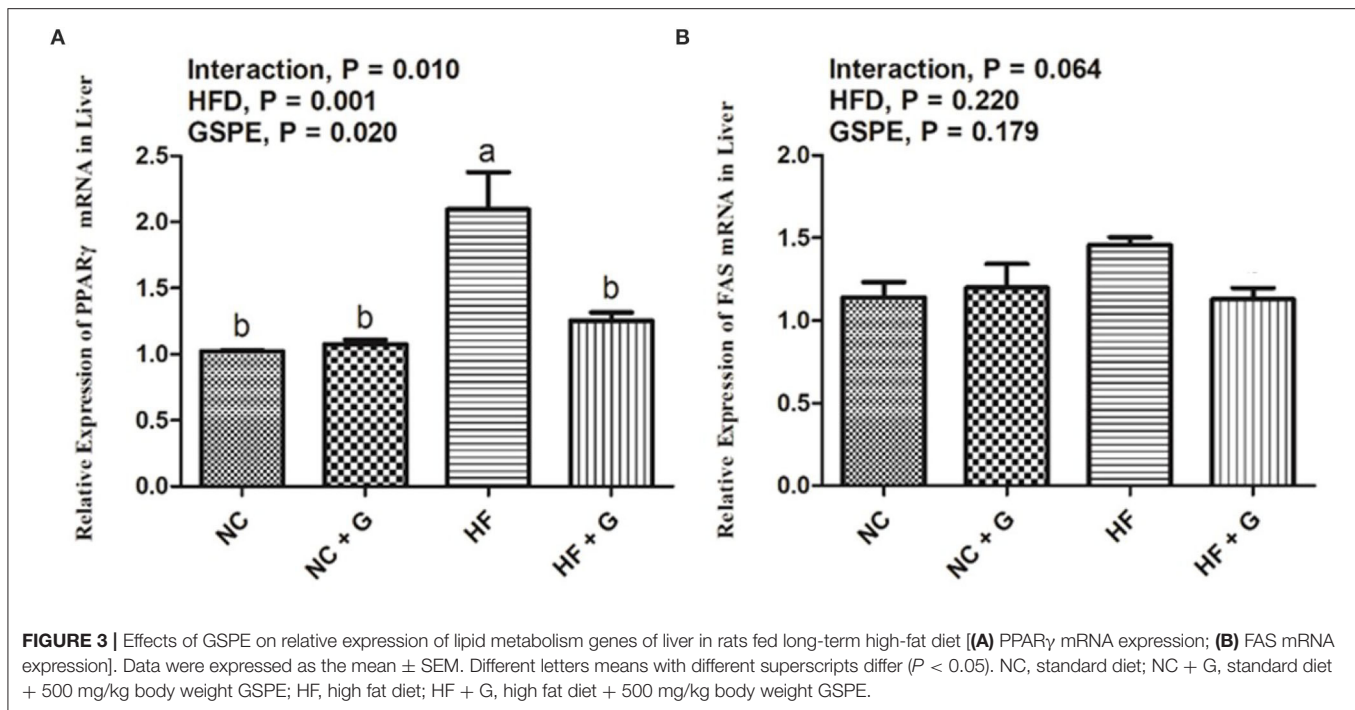 A
Interaction, P = 0.010
HFD, P = 0.001
GSPE, P = 0.020
Relative Expression of PPARγ mRNA in Liver
2.5
2.0
1.5
1.0
0.5
0.0
b
b
a
b
NC
NC + G
HF
HF + G
B
Interaction, P = 0.064
HFD, P = 0.220
GSPE, P = 0.179
Relative Expression of FAS mRNA in Liver
2.0
1.5
1.0
0.5
0.0
NC
NC + G
HF
HF + G
FIGURE 3 | Effects of GSPE on relative expression of lipid metabolism genes of liver in rats fed long-term high-fat diet [(A) PPARγ mRNA expression; (B) FAS mRNA
expression]. Data were expressed as the mean ± SEM. Different letters means with different superscripts differ (P < 0.05). NC, standard diet; NC + G, standard diet
+ 500 mg/kg body weight GSPE; HF, high fat diet; HF + G, high fat diet + 500 mg/kg body weight GSPE.